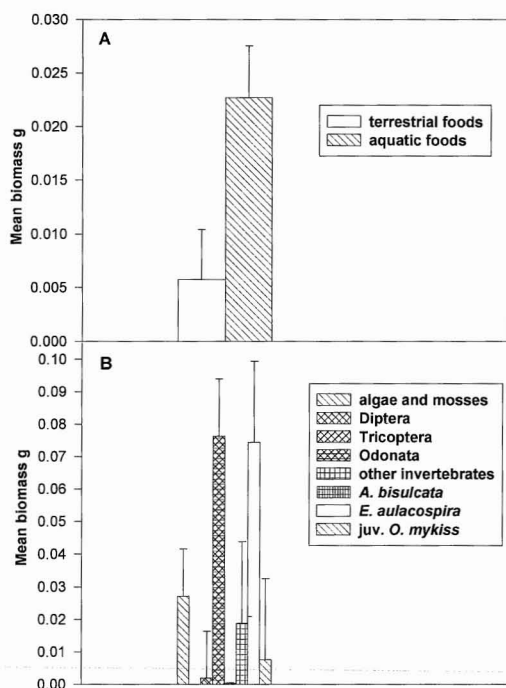 A
Mean biomass g
0.030
0.025
0.020
0.015
0.010
0.005
0.000
terrestrial foods
aquatic foods
B
Mean biomass g
0.10
0.09
0.08
0.07
0.06
0.05
0.04
0.03
0.02
0.01
0.00
algae and mosses
Diptera
Tricoptera
Odonata
other invertebrates
A. bisulcata
E. aulacospira
juv. O. mykiss